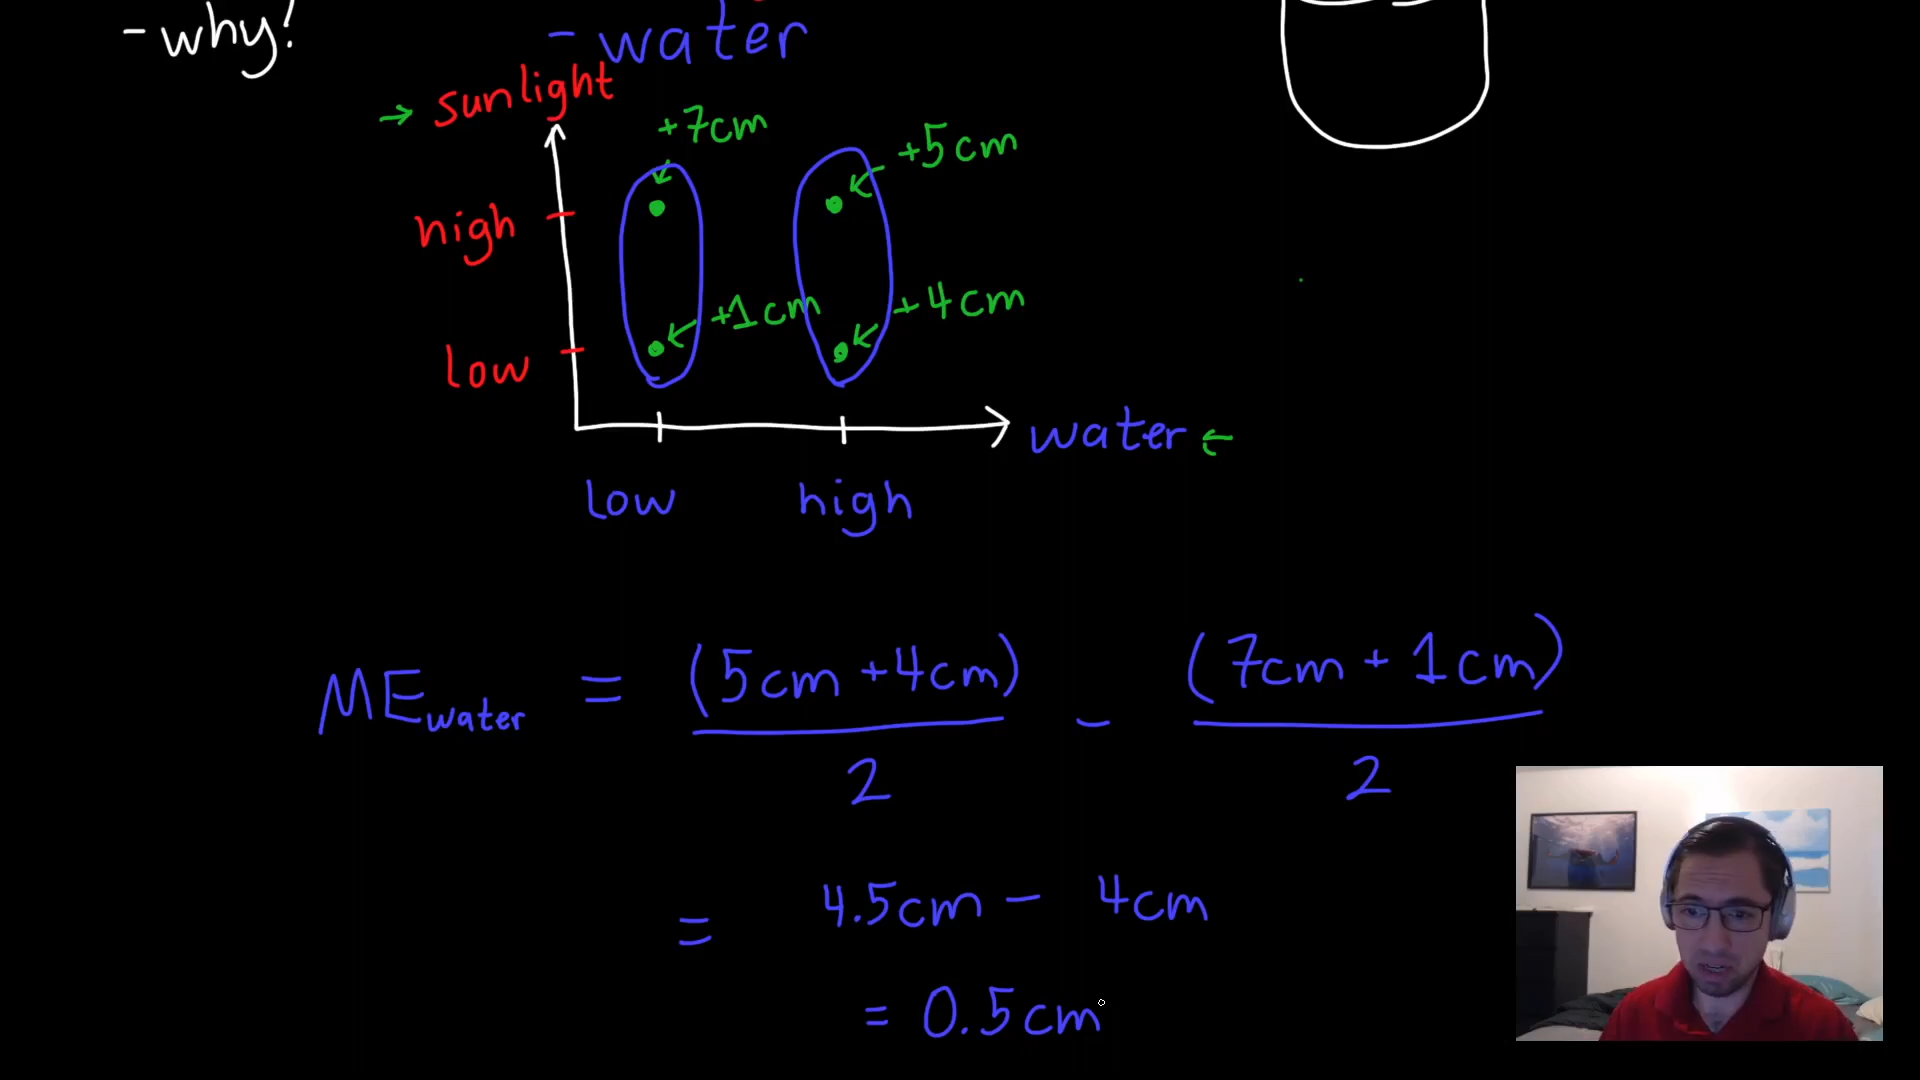 - why?
- water
→ sunlight
+7cm
+5cm
high
+1cm
+4cm
low
water ←
low high
MEwater = (5cm +4cm)/2 - (7cm + 1cm)/2
= 4.5cm - 4cm
= 0.5cm